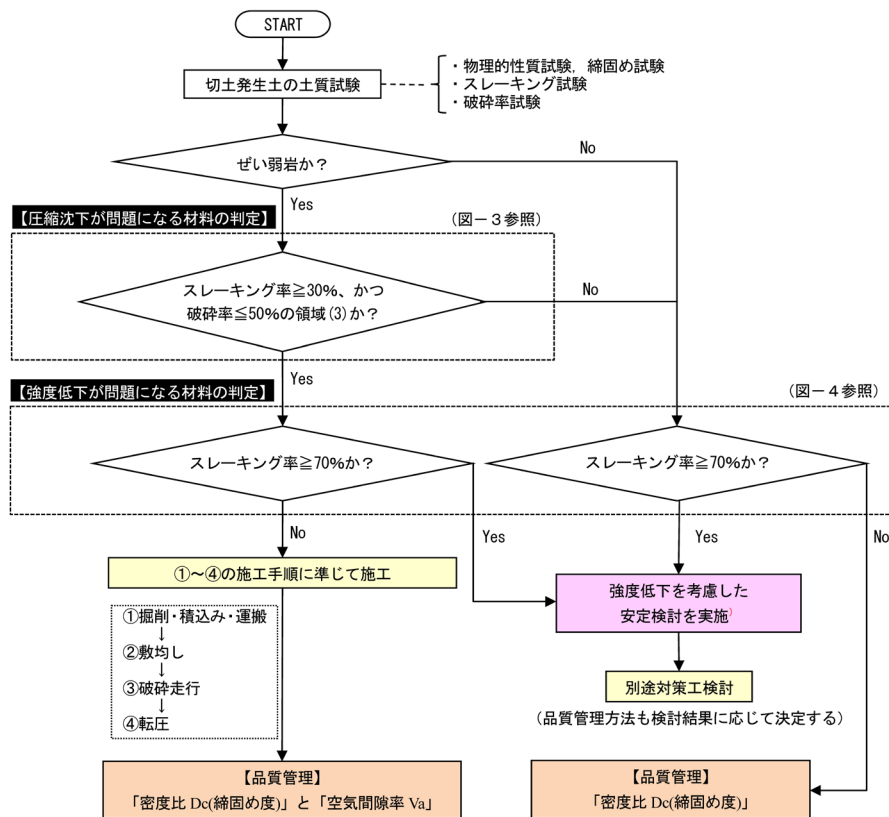 START
切土発生土の土質試験
・物理的性質試験，締固め試験
・スレーキング試験
・破砕率試験
ぜい弱岩か？
No
Yes
【圧縮沈下が問題になる材料の判定】
(図－3参照)
スレーキング率≧30%、かつ
破砕率≦50%の領域(3)か？
No
Yes
【強度低下が問題になる材料の判定】
(図－4参照)
スレーキング率≧70%か？
スレーキング率≧70%か？
No
Yes
Yes
No
①～④の施工手順に準じて施工
強度低下を考慮した
安定検討を実施)
①掘削・積込み・運搬
↓
②敷均し
↓
③破砕走行
↓
④転圧
別途対策工検討
(品質管理方法も検討結果に応じて決定する)
【品質管理】
「密度比 Dc(締固め度)」と「空気間隙率 Va」
【品質管理】
「密度比 Dc(締固め度)」